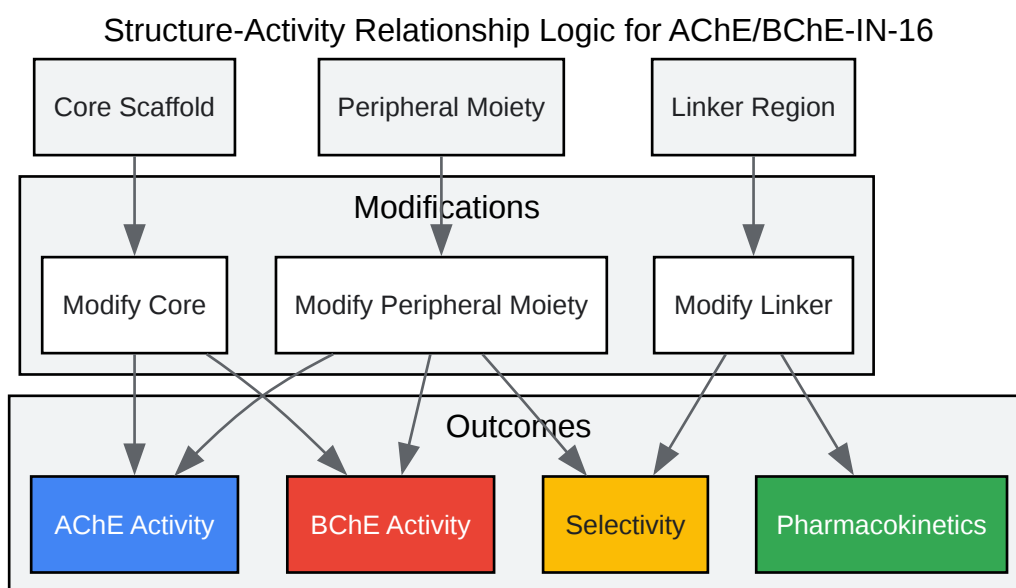 Structure-Activity Relationship Logic for AChE/BChE-IN-16
Core Scaffold
Peripheral Moiety
Linker Region
Modifications
Modify Core
Modify Peripheral Moiety
Modify Linker
Outcomes
AChE Activity
BChE Activity
Selectivity
Pharmacokinetics